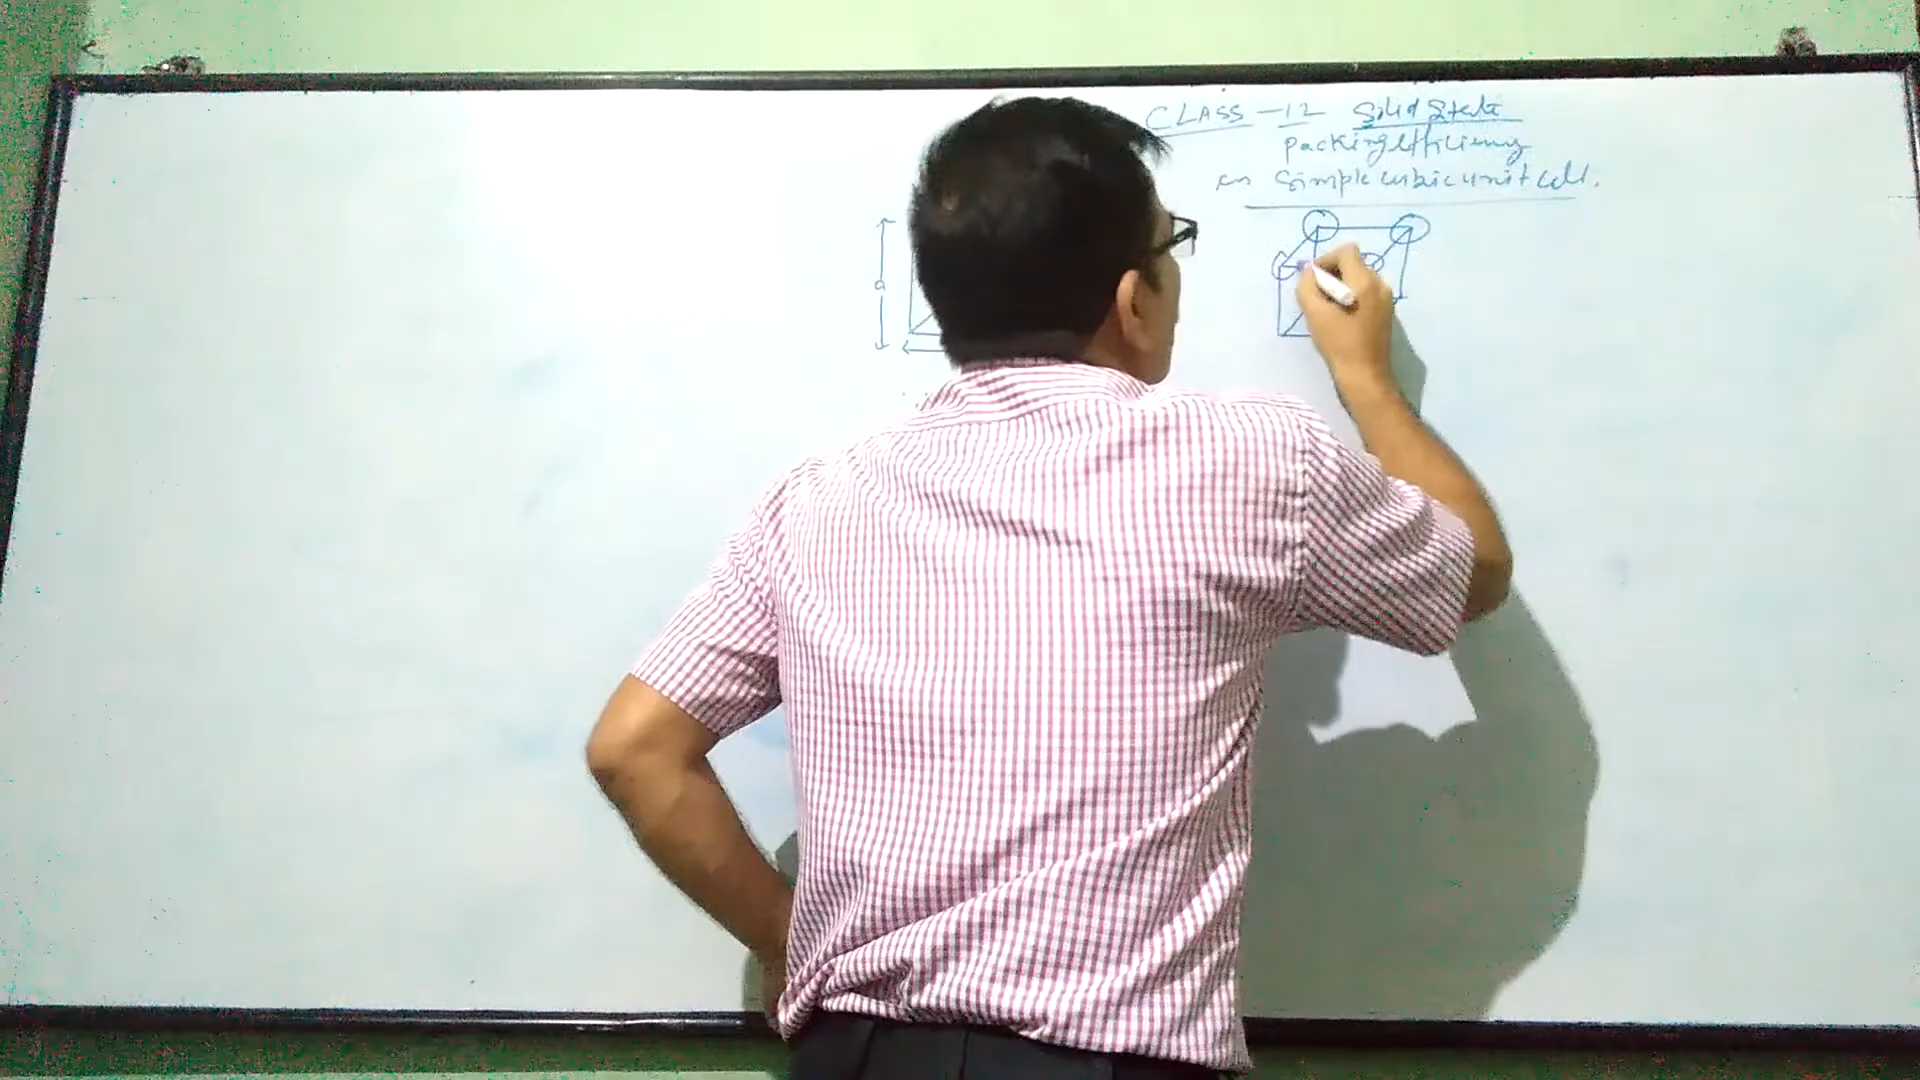 CLASS - 12 Solid State
packing efficiency
in simple cubic unit cell.
a